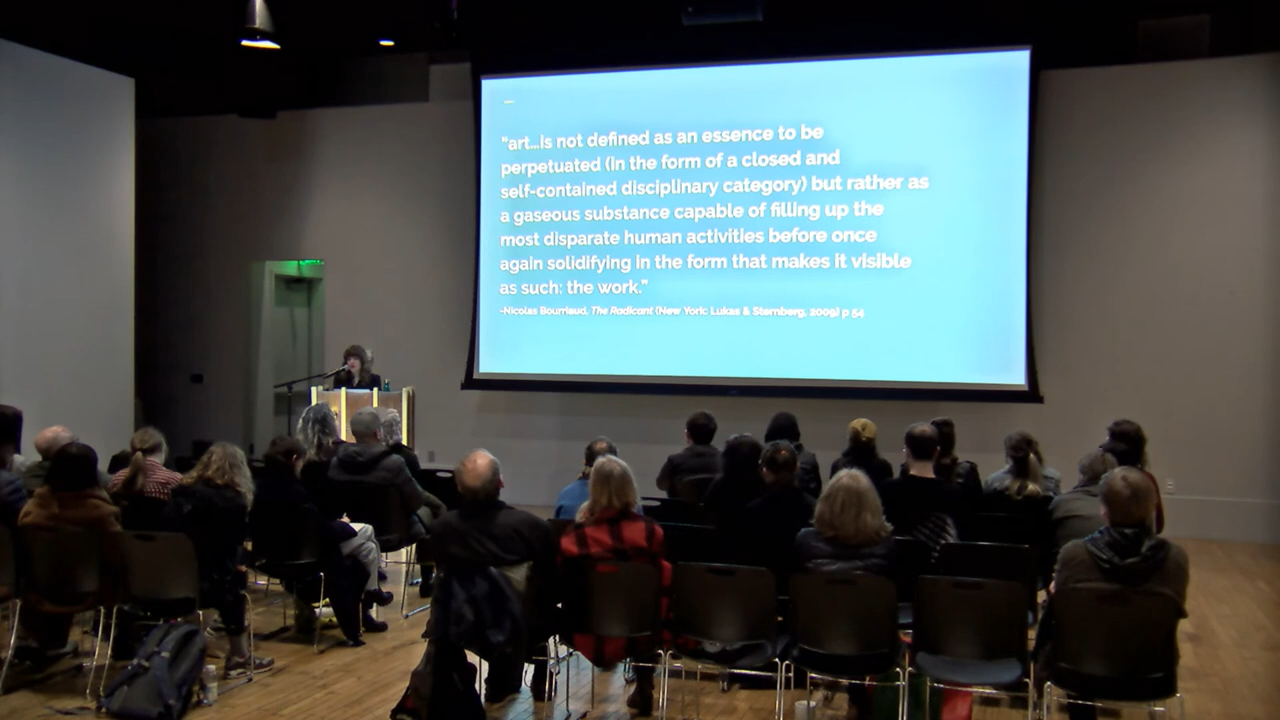 "art...is not defined as an essence to be
perpetuated (in the form of a closed and
self-contained disciplinary category) but rather as
a gaseous substance capable of filling up the
most disparate human activities before once
again solidifying in the form that makes it visible
as such: the work."
-Nicolas Bourriaud, The Radicant (New York: Lukas & Sternberg, 2009) p 54